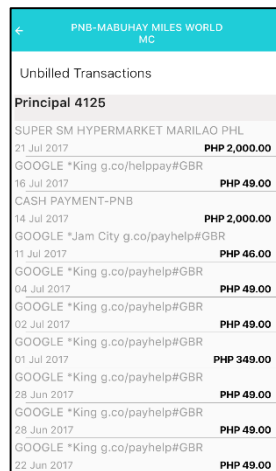 PNB-MABUHAY MILES WORLD
MC
Unbilled Transactions
Principal 4125
SUPER SM HYPERMARKET MARILAO PHL
21 Jul 2017 PHP 2,000.00
GOOGLE *King g.co/helppay#GBR
16 Jul 2017 PHP 49.00
CASH PAYMENT-PNB
14 Jul 2017 PHP 2,000.00
GOOGLE *Jam City g.co/payhelp#GBR
11 Jul 2017 PHP 46.00
GOOGLE *King g.co/payhelp#GBR
04 Jul 2017 PHP 49.00
GOOGLE *King g.co/payhelp#GBR
02 Jul 2017 PHP 49.00
GOOGLE *King g.co/payhelp#GBR
01 Jul 2017 PHP 349.00
GOOGLE *King g.co/payhelp#GBR
28 Jun 2017 PHP 49.00
GOOGLE *King g.co/payhelp#GBR
28 Jun 2017 PHP 49.00
GOOGLE *King g.co/payhelp#GBR
22 Jun 2017 PHP 49.00